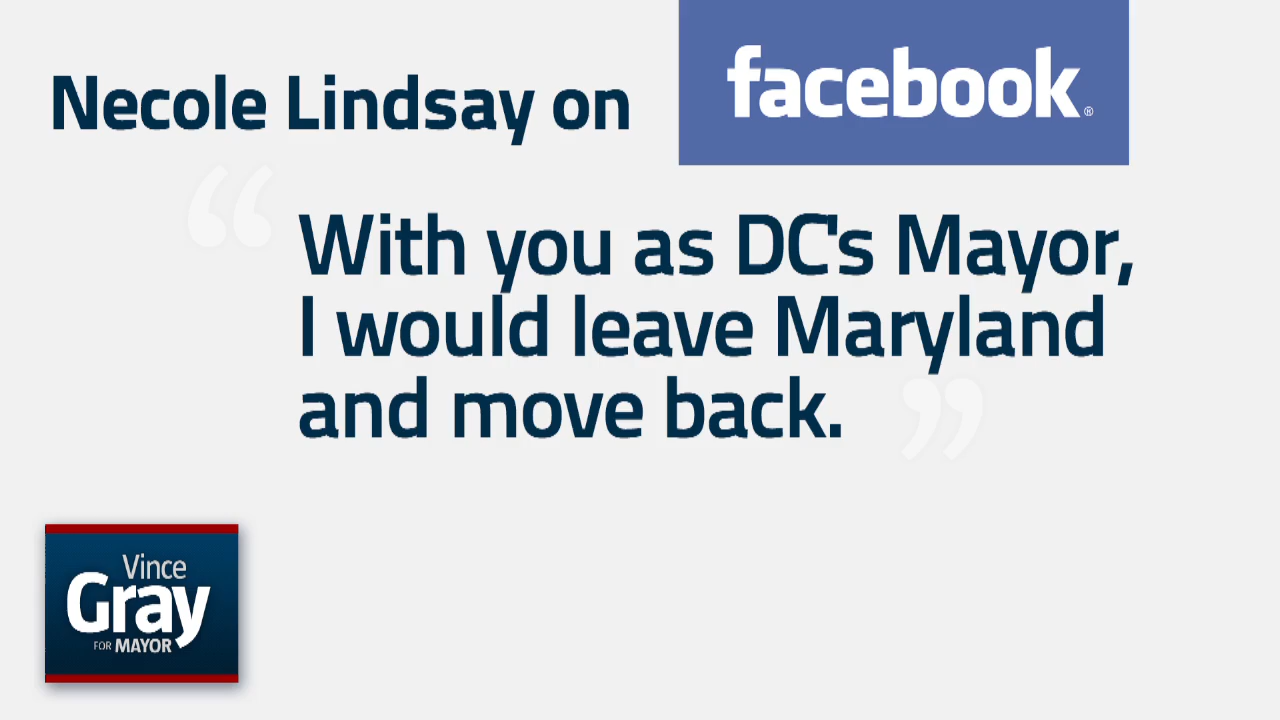 Necole Lindsay on
facebook®
“With you as DC's Mayor,
I would leave Maryland
and move back.”
Vince
Gray
FOR MAYOR